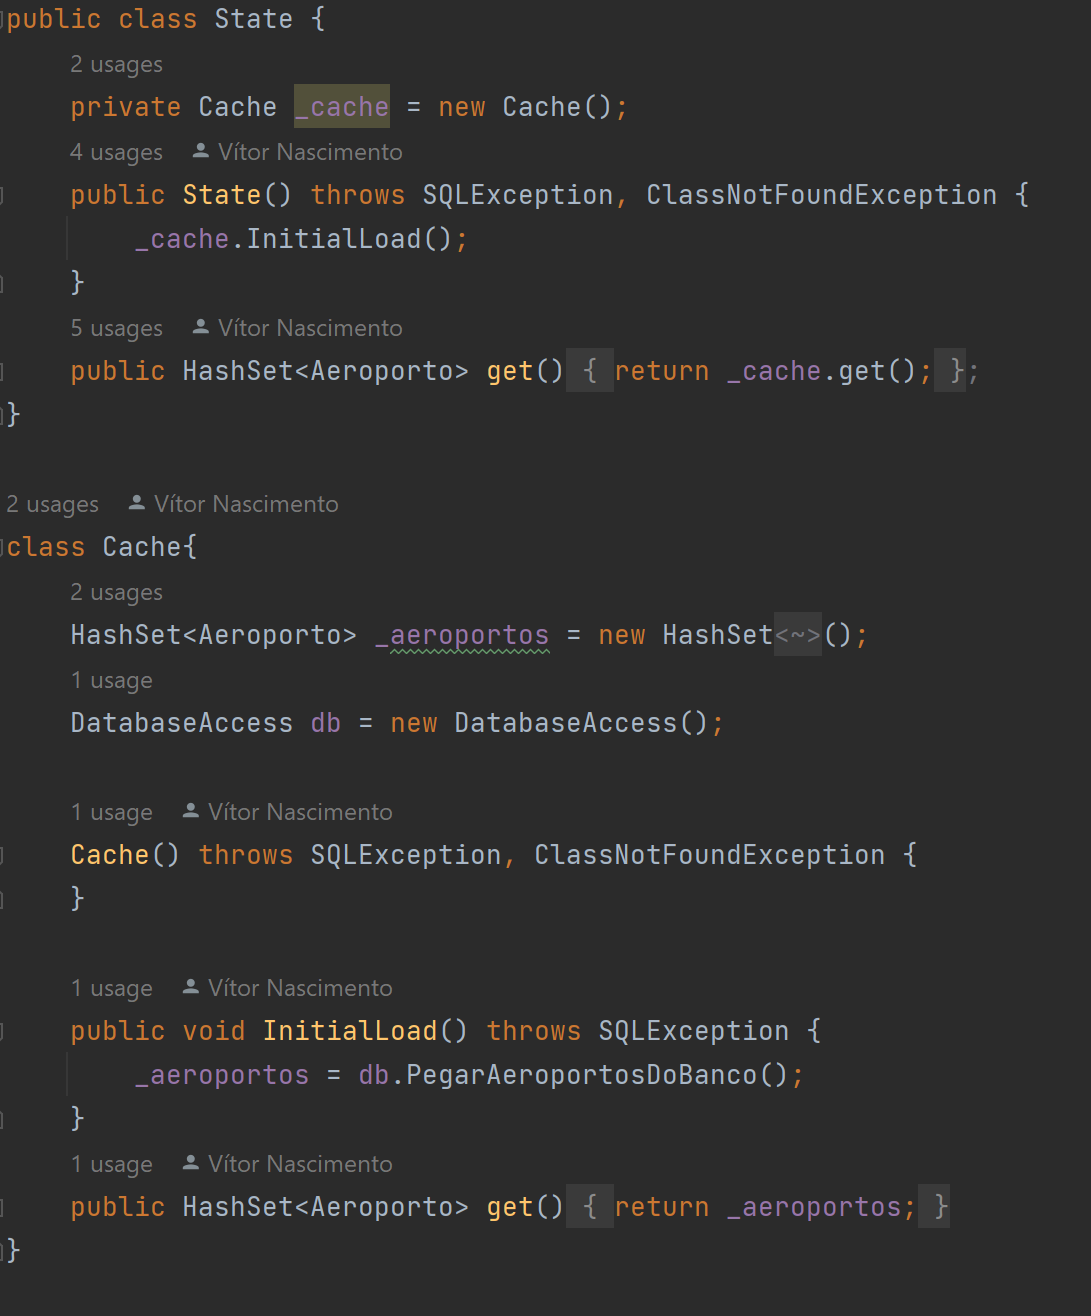 public class State {
2 usages
private Cache _cache = new Cache();
4 usages Vítor Nascimento
public State() throws SQLException, ClassNotFoundException {
_cache.InitialLoad();
}
5 usages Vítor Nascimento
public HashSet<Aeroporto> get() { return _cache.get(); };
}
2 usages Vítor Nascimento
class Cache{
2 usages
HashSet<Aeroporto> _aeroportos = new HashSet<~>();
1 usage
DatabaseAccess db = new DatabaseAccess();
1 usage Vítor Nascimento
Cache() throws SQLException, ClassNotFoundException {
}
1 usage Vítor Nascimento
public void InitialLoad() throws SQLException {
_aeroportos = db.PegarAeroportosDoBanco();
}
1 usage Vítor Nascimento
public HashSet<Aeroporto> get() { return _aeroportos; }
}